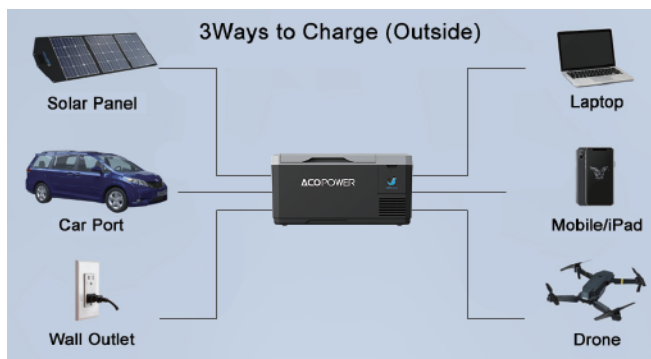 3Ways to Charge (Outside)
Solar Panel
Laptop
ACOPOWER
Car Port
Mobile/iPad
Wall Outlet
Drone